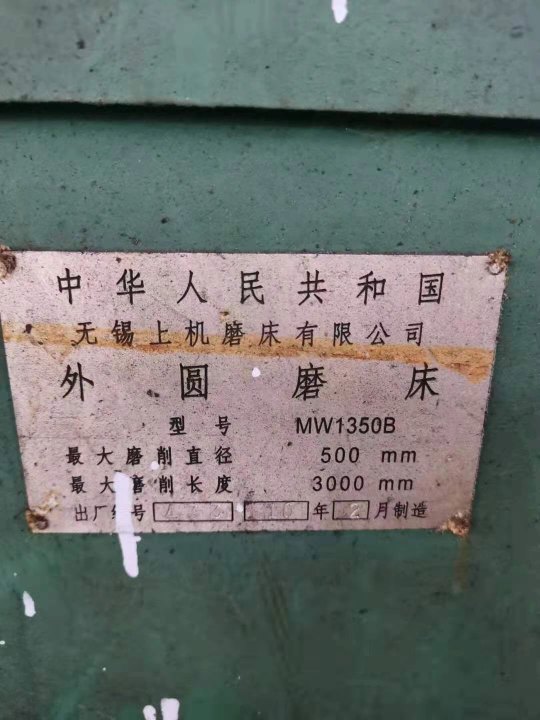 中华人民共和国
无锡上机磨床有限公司
外圆磨床
型号 MW1350B
最大磨削直径 500 mm
最大磨削长度 3000 mm
出厂编号 年 2 月制造